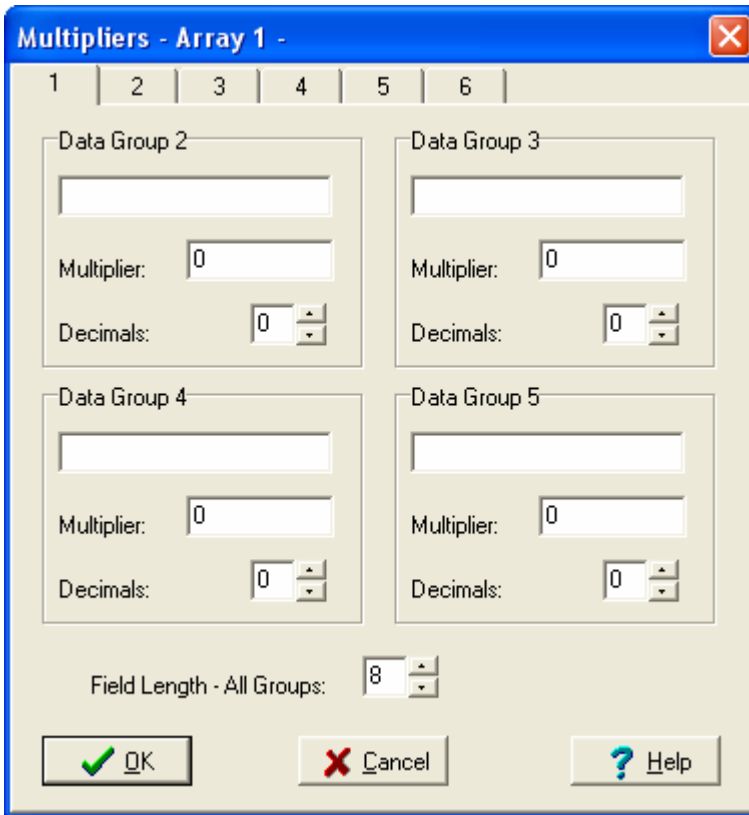 Multipliers - Array 1 -
1 2 3 4 5 6
Data Group 2
Multiplier: 0
Decimals: 0
Data Group 3
Multiplier: 0
Decimals: 0
Data Group 4
Multiplier: 0
Decimals: 0
Data Group 5
Multiplier: 0
Decimals: 0
Field Length - All Groups: 8
OK Cancel ? Help